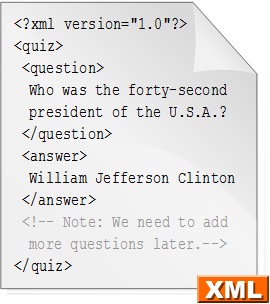 <?xml version="1.0"?>
<quiz>
<question>
Who was the forty-second
president of the U.S.A.?
</question>
<answer>
William Jefferson Clinton
</answer>
<!-- Note: We need to add
more questions later.-->
</quiz>
XML